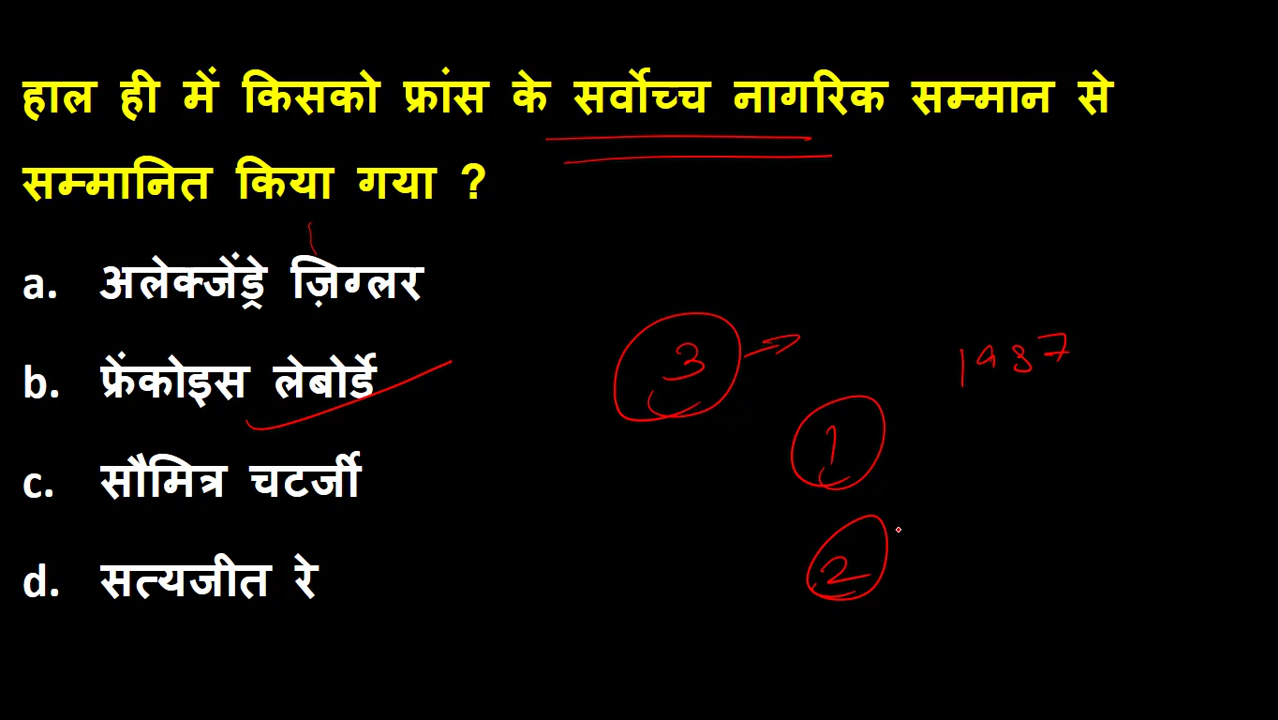 हाल ही में किसको फ्रांस के सर्वोच्च नागरिक सम्मान से
सम्मानित किया गया ?
a. अलेक्जेंड्रे ज़िग्लर
b. फ्रेंकोइस लेबोर्डे
c. सौमित्र चटर्जी
d. सत्यजीत रे
3
1987
1
2